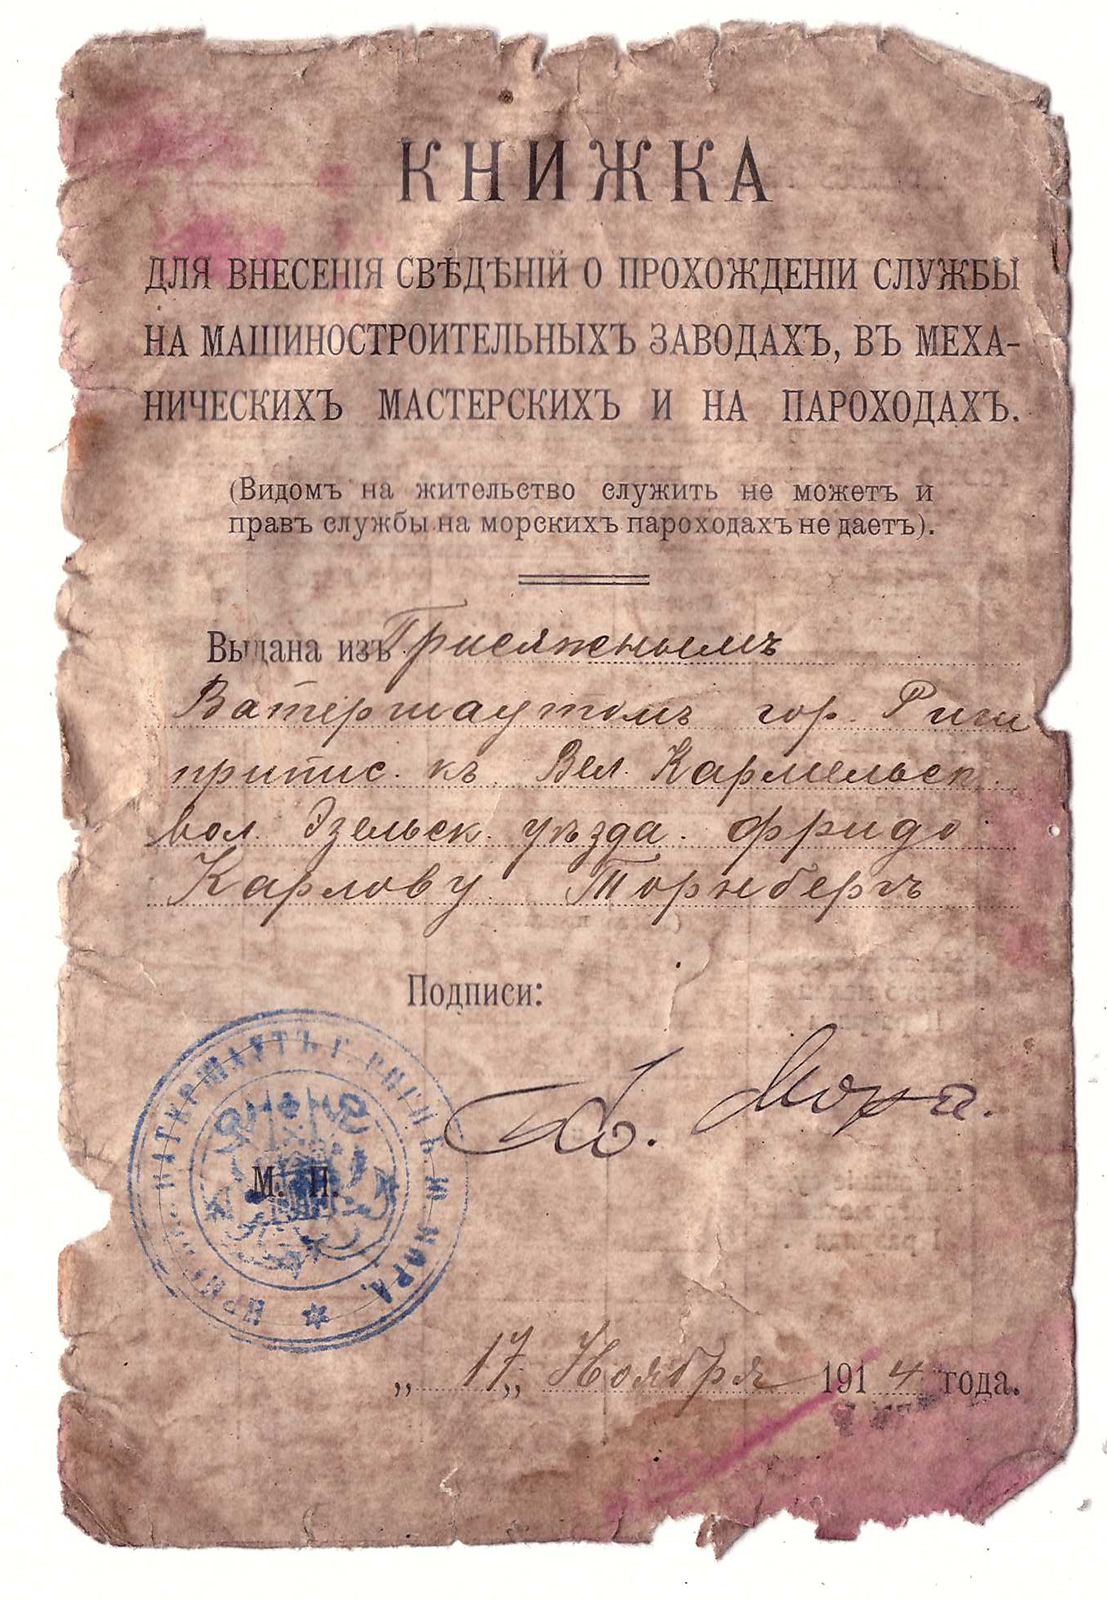 КНИЖКА
ДЛЯ ВНЕСЕНІЯ СВѢДѢНІЙ О ПРОХОЖДЕНІИ СЛУЖБЫ
НА МАШИНОСТРОИТЕЛЬНЫХЪ ЗАВОДАХЪ, ВЪ МЕХА-
НИЧЕСКИХЪ МАСТЕРСКИХЪ И НА ПАРОХОДАХЪ.
(Видомъ на жительство служить не можетъ и
правъ службы на морскихъ пароходахъ не даетъ).
Выдана изъ Присяжнымъ
Ватершаутомъ гор. Риги
припис. къ Вел. Кармельск.
вол. Эзельск. уѣзда. Фридо
Карлову Торнбергъ
Подписи:
М. П.
„ 17 „ Ноября 1914 года.